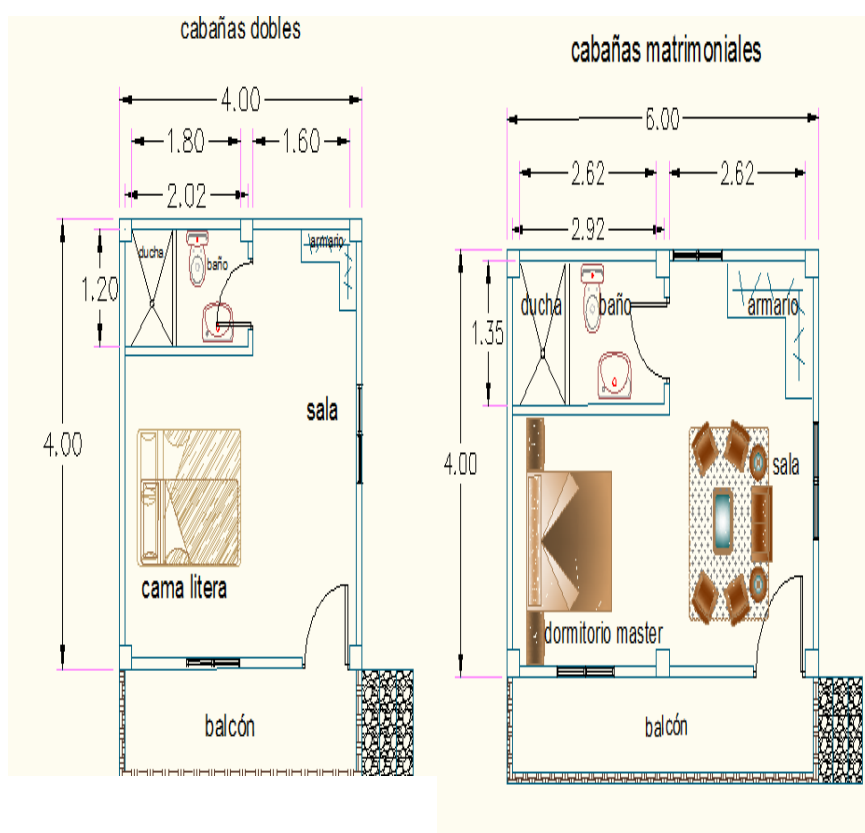 cabañas dobles
4.00
1.80
1.60
2.02
1.20
4.00
ducha
baño
armario
sala
cama litera
balcón
cabañas matrimoniales
6.00
2.62
2.62
2.92
1.35
4.00
ducha
baño
armario
sala
dormitorio master
balcón